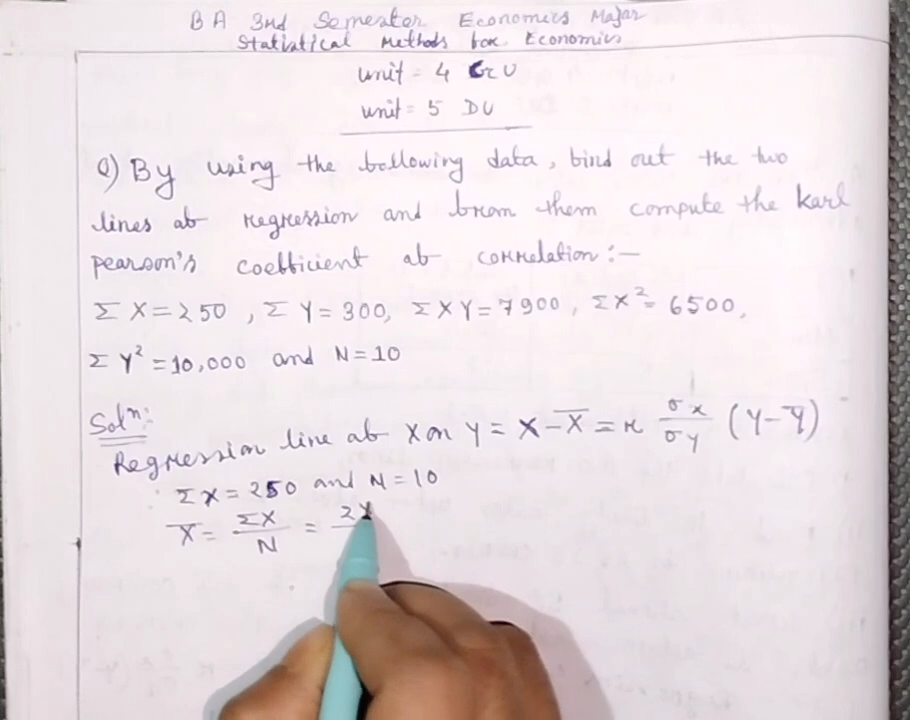 BA 3rd Semester Economics Major
Statistical Methods for Economics
unit = 4 GU
unit = 5 DU
Q) By using the following data, find out the two
lines of regression and from them compute the Karl
pearson's coefficient of correlation :-
Σ X = 250, Σ Y = 300, Σ XY = 7900, Σ X² = 6500,
Σ Y² = 10,000 and N = 10
Solⁿ:
Regression line of X on Y = X - X̅ = r σx/σy (Y - Y̅)
Σ X = 250 and N = 10
X̅ = ΣX/N = 2